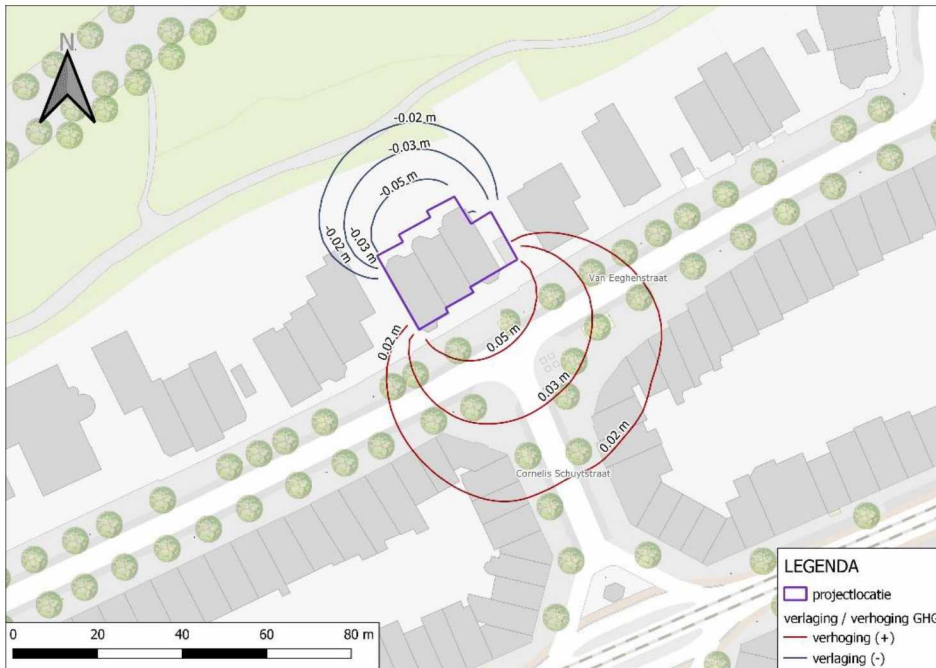 N
-0.02 m
-0.03 m
-0.05 m
-0.03 m
-0.02 m
Van Eeghenstraat
0.02 m
0.05 m
0.03 m
0.02 m
Cornelis Schuytstraat
LEGENDA
projectlocatie
verlaging / verhoging GHG
verhoging (+)
verlaging (-)
0 20 40 60 80 m